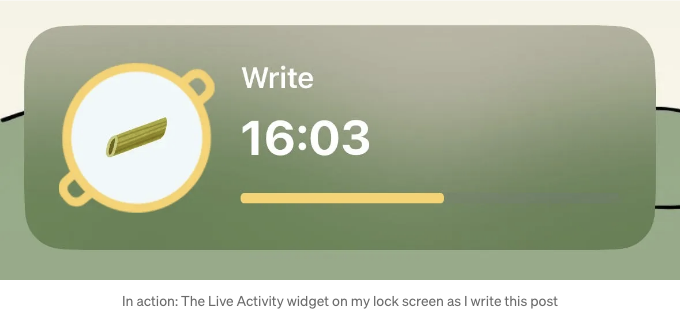 Write
16:03
In action: The Live Activity widget on my lock screen as I write this post